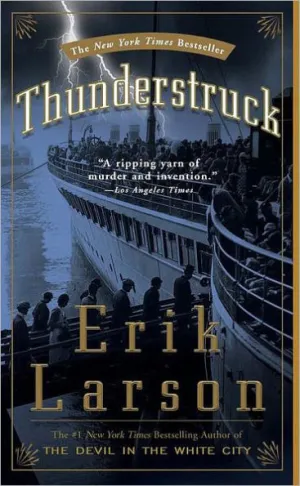 The New York Times Bestseller
Thunderstruck
“A ripping yarn of
murder and invention.”
—Los Angeles Times
Erik
Larson
The #1 New York Times Bestselling Author of
THE DEVIL IN THE WHITE CITY